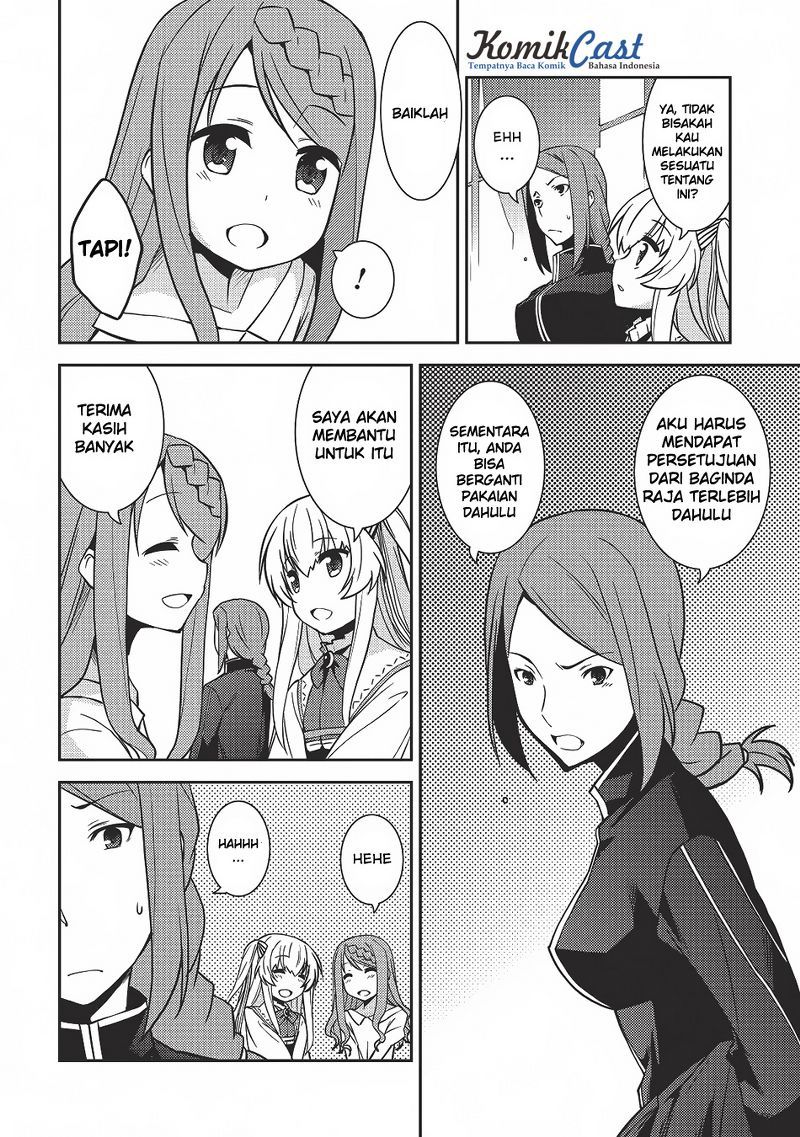 KomikCast
Tempatnya Baca Komik Bahasa Indonesia
YA, TIDAK
BISAKAH
KAU
MELAKUKAN
SESUATU
TENTANG
INI?
EHH
...
BAIKLAH
!
TAPI!
AKU HARUS
MENDAPAT
PERSETUJUAN
DARI BAGINDA
RAJA TERLEBIH
DAHULU
SEMENTARA
ITU, ANDA
BISA
BERGANTI
PAKAIAN
DAHULU
SAYA AKAN
MEMBANTU
UNTUK ITU
TERIMA
KASIH
BANYAK
HEHE
HAHHH
...